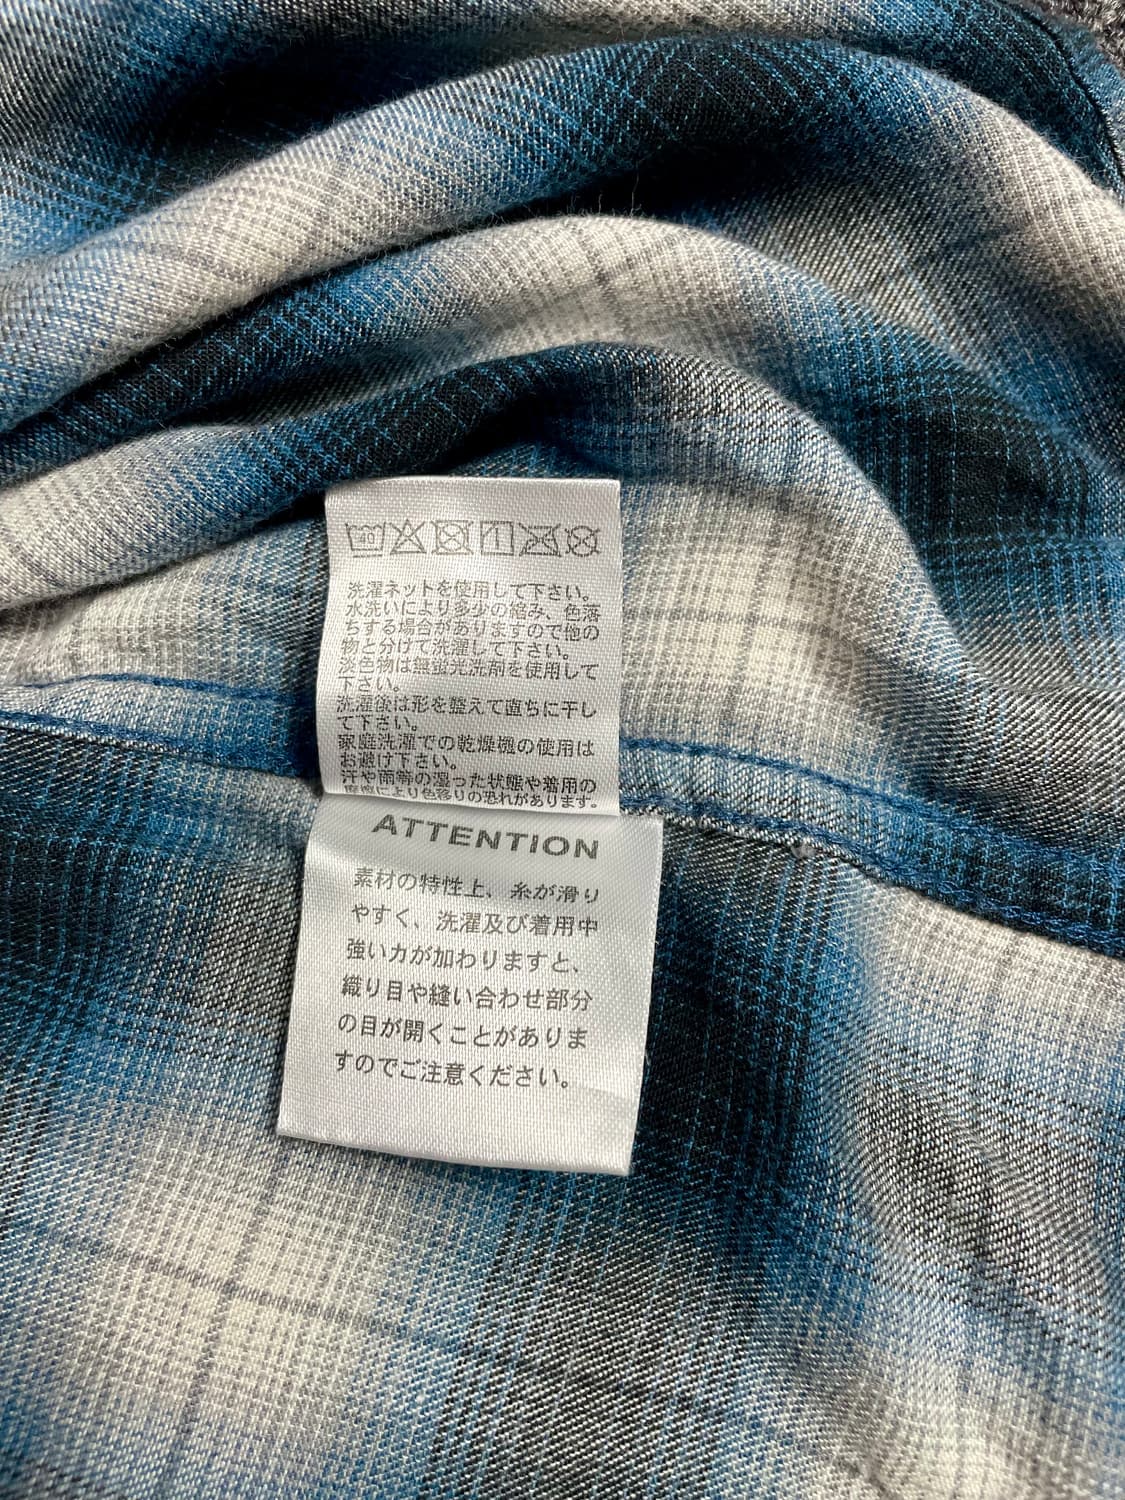 40
洗濯ネットを使用して下さい。
水洗いにより多少の縮み、色落
ちする場合がありますので他の
物と分けて洗濯して下さい。
淡色物は無蛍光洗剤を使用して
下さい。
洗濯後は形を整えて直ちに干し
て下さい。
家庭洗濯での乾燥機の使用は
お避け下さい。
汗や雨等の湿った状態や着用の
摩擦により色移りの恐れがあります。
ATTENTION
素材の特性上、糸が滑り
やすく、洗濯及び着用中
強い力が加わりますと、
織り目や縫い合わせ部分
の目が開くことがありま
すのでご注意ください。